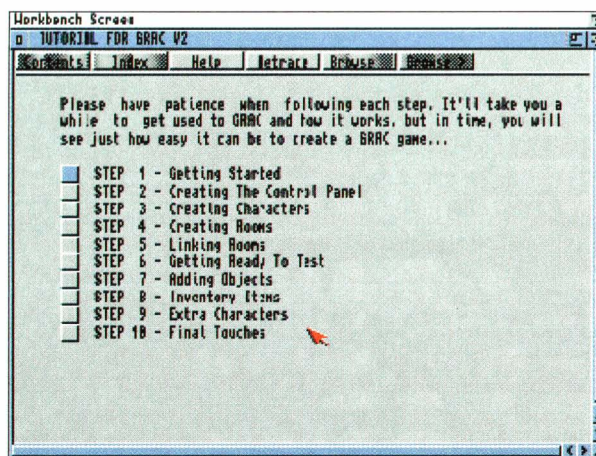 Workbench Screen
TUTORIAL FOR GRAC V2
Contents Index Help Retrace Browse < Browse >
Please have patience when following each step. It'll take you a
while to get used to GRAC and how it works, but in time, you will
see just how easy it can be to create a GRAC game...
STEP 1 - Getting Started
STEP 2 - Creating The Control Panel
STEP 3 - Creating Characters
STEP 4 - Creating Rooms
STEP 5 - Linking Rooms
STEP 6 - Getting Ready To Test
STEP 7 - Adding Objects
STEP 8 - Inventory Items
STEP 9 - Extra Characters
STEP 10 - Final Touches